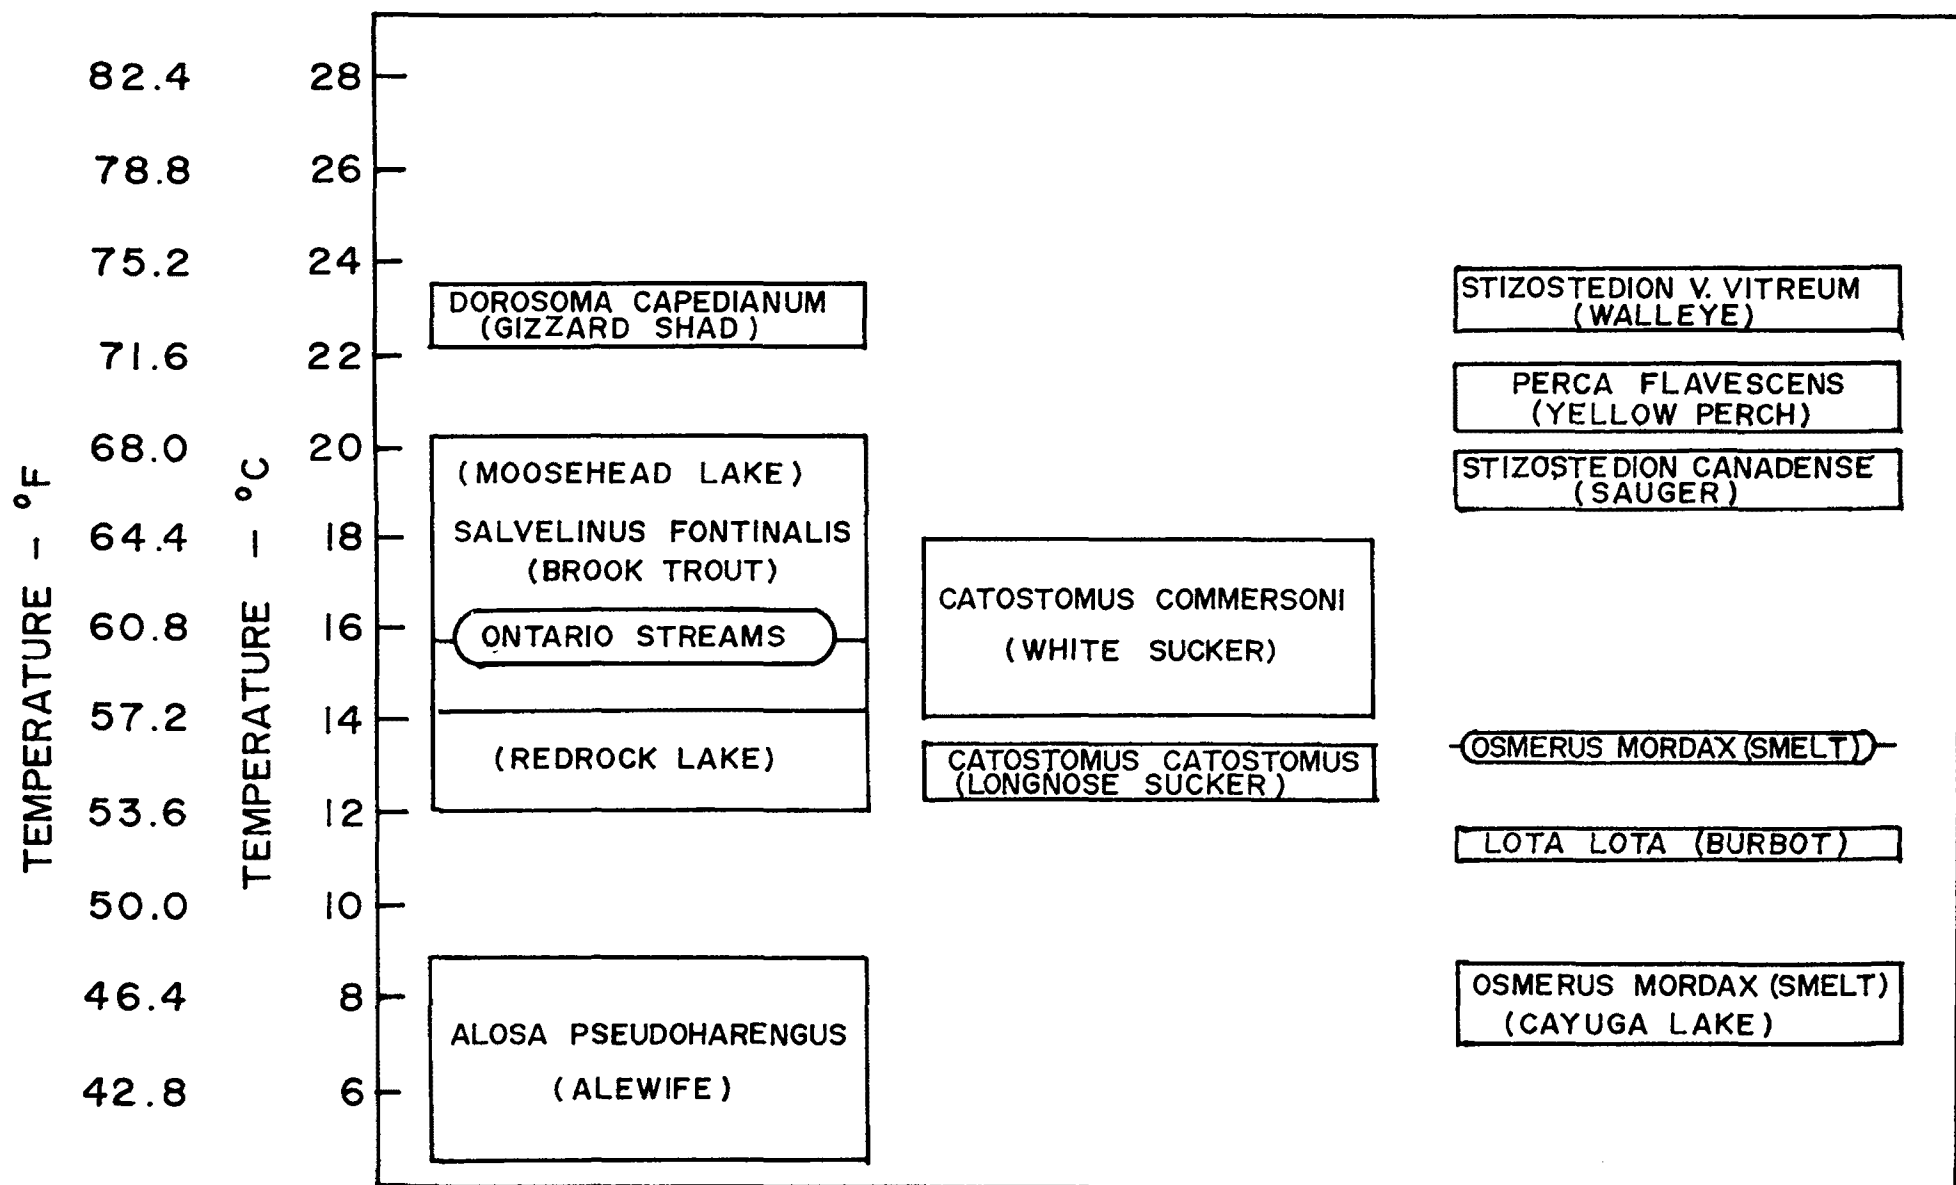 TEMPERATURE - °F
TEMPERATURE - °C
82.4 28
78.8 26
75.2 24
71.6 22
68.0 20
64.4 18
60.8 16
57.2 14
53.6 12
50.0 10
46.4 8
42.8 6
DOROSOMA CAPEDIANUM
(GIZZARD SHAD)
(MOOSEHEAD LAKE)
SALVELINUS FONTINALIS
(BROOK TROUT)
ONTARIO STREAMS
(REDROCK LAKE)
ALOSA PSEUDOHARENGUS
(ALEWIFE)
CATOSTOMUS COMMERSONI
(WHITE SUCKER)
CATOSTOMUS CATOSTOMUS
(LONGNOSE SUCKER)
STIZOSTEDION V. VITREUM
(WALLEYE)
PERCA FLAVESCENS
(YELLOW PERCH)
STIZOSTEDION CANADENSE
(SAUGER)
OSMERUS MORDAX (SMELT)
LOTA LOTA (BURBOT)
OSMERUS MORDAX (SMELT)
(CAYUGA LAKE)